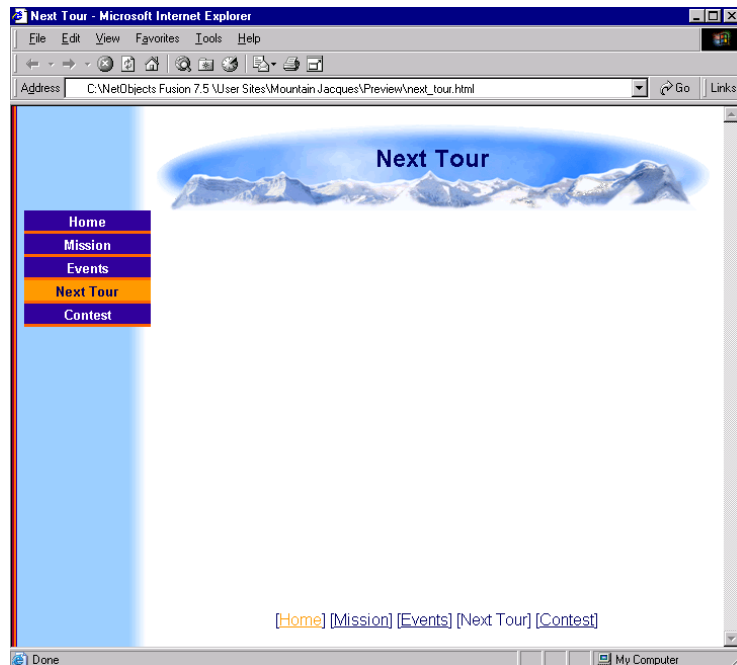 Next Tour - Microsoft Internet Explorer
File Edit View Favorites Tools Help
Address C:\NetObjects Fusion 7.5 \User Sites\Mountain Jacques\Preview\next_tour.html Go Links
Next Tour
Home
Mission
Events
Next Tour
Contest
[Home] [Mission] [Events] [Next Tour] [Contest]
Done My Computer